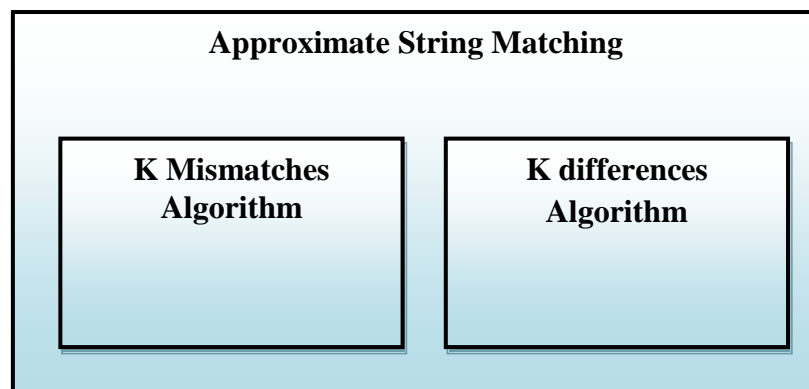 Approximate String Matching
K Mismatches
Algorithm
K differences
Algorithm